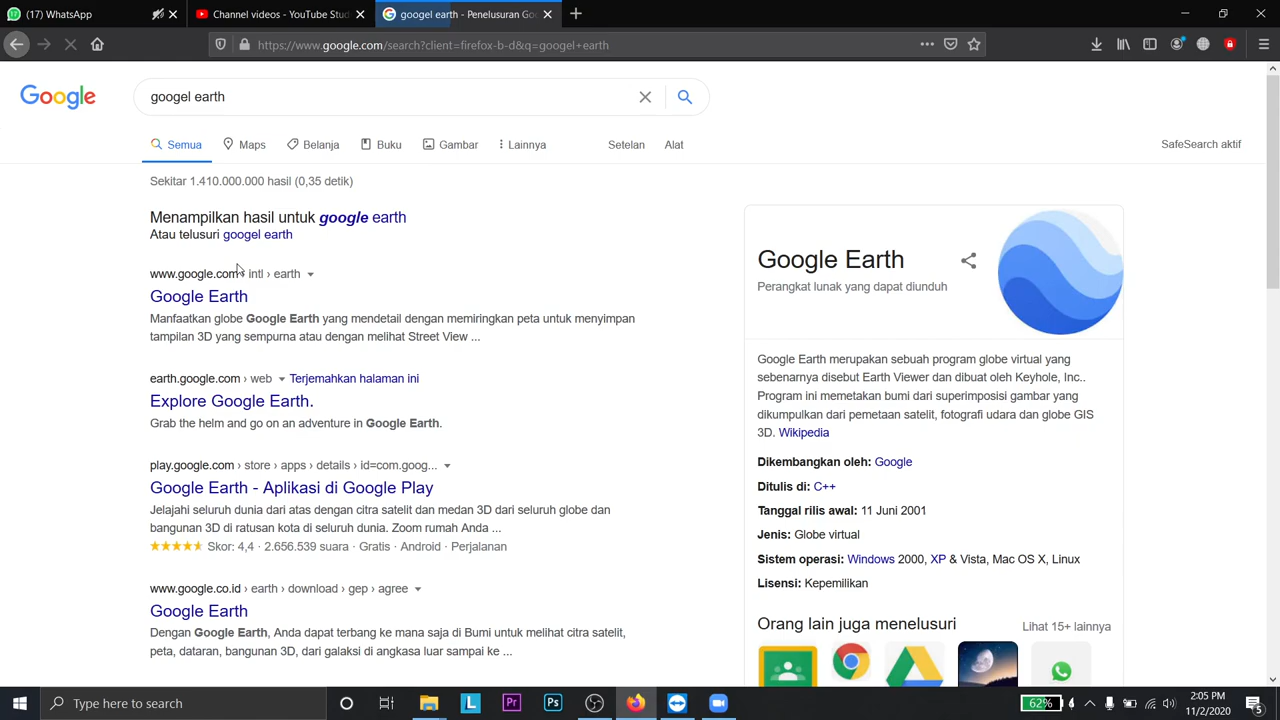 (17) WhatsApp
Channel videos - YouTube Stud
googel earth - Penelusuran Go
https://www.google.com/search?client=firefox-b-d&q=googel+earth
Google
googel earth
Semua
Maps
Belanja
Buku
Gambar
Lainnya
Setelan
Alat
SafeSearch aktif
Sekitar 1.410.000.000 hasil (0,35 detik)
Menampilkan hasil untuk google earth
Atau telusuri googel earth
www.google.com › intl › earth
Google Earth
Manfaatkan globe Google Earth yang mendetail dengan memiringkan peta untuk menyimpan
tampilan 3D yang sempurna atau dengan melihat Street View ...
earth.google.com › web Terjemahkan halaman ini
Explore Google Earth.
Grab the helm and go on an adventure in Google Earth.
play.google.com › store › apps › details › id=com.goog...
Google Earth - Aplikasi di Google Play
Jelajahi seluruh dunia dari atas dengan citra satelit dan medan 3D dari seluruh globe dan
bangunan 3D di ratusan kota di seluruh dunia. Zoom rumah Anda ...
Skor: 4,4 · 2.656.539 suara · Gratis · Android · Perjalanan
www.google.co.id › earth › download › gep › agree
Google Earth
Dengan Google Earth, Anda dapat terbang ke mana saja di Bumi untuk melihat citra satelit,
peta, dataran, bangunan 3D, dari galaksi di angkasa luar sampai ke ...
Google Earth
Perangkat lunak yang dapat diunduh
Google Earth merupakan sebuah program globe virtual yang
sebenarnya disebut Earth Viewer dan dibuat oleh Keyhole, Inc..
Program ini memetakan bumi dari superimposisi gambar yang
dikumpulkan dari pemetaan satelit, fotografi udara dan globe GIS
3D. Wikipedia
Dikembangkan oleh: Google
Ditulis di: C++
Tanggal rilis awal: 11 Juni 2001
Jenis: Globe virtual
Sistem operasi: Windows 2000, XP & Vista, Mac OS X, Linux
Lisensi: Kepemilikan
Orang lain juga menelusuri
Lihat 15+ lainnya
Type here to search
L
Pr
Ps
62%
2:05 PM
11/2/2020
5